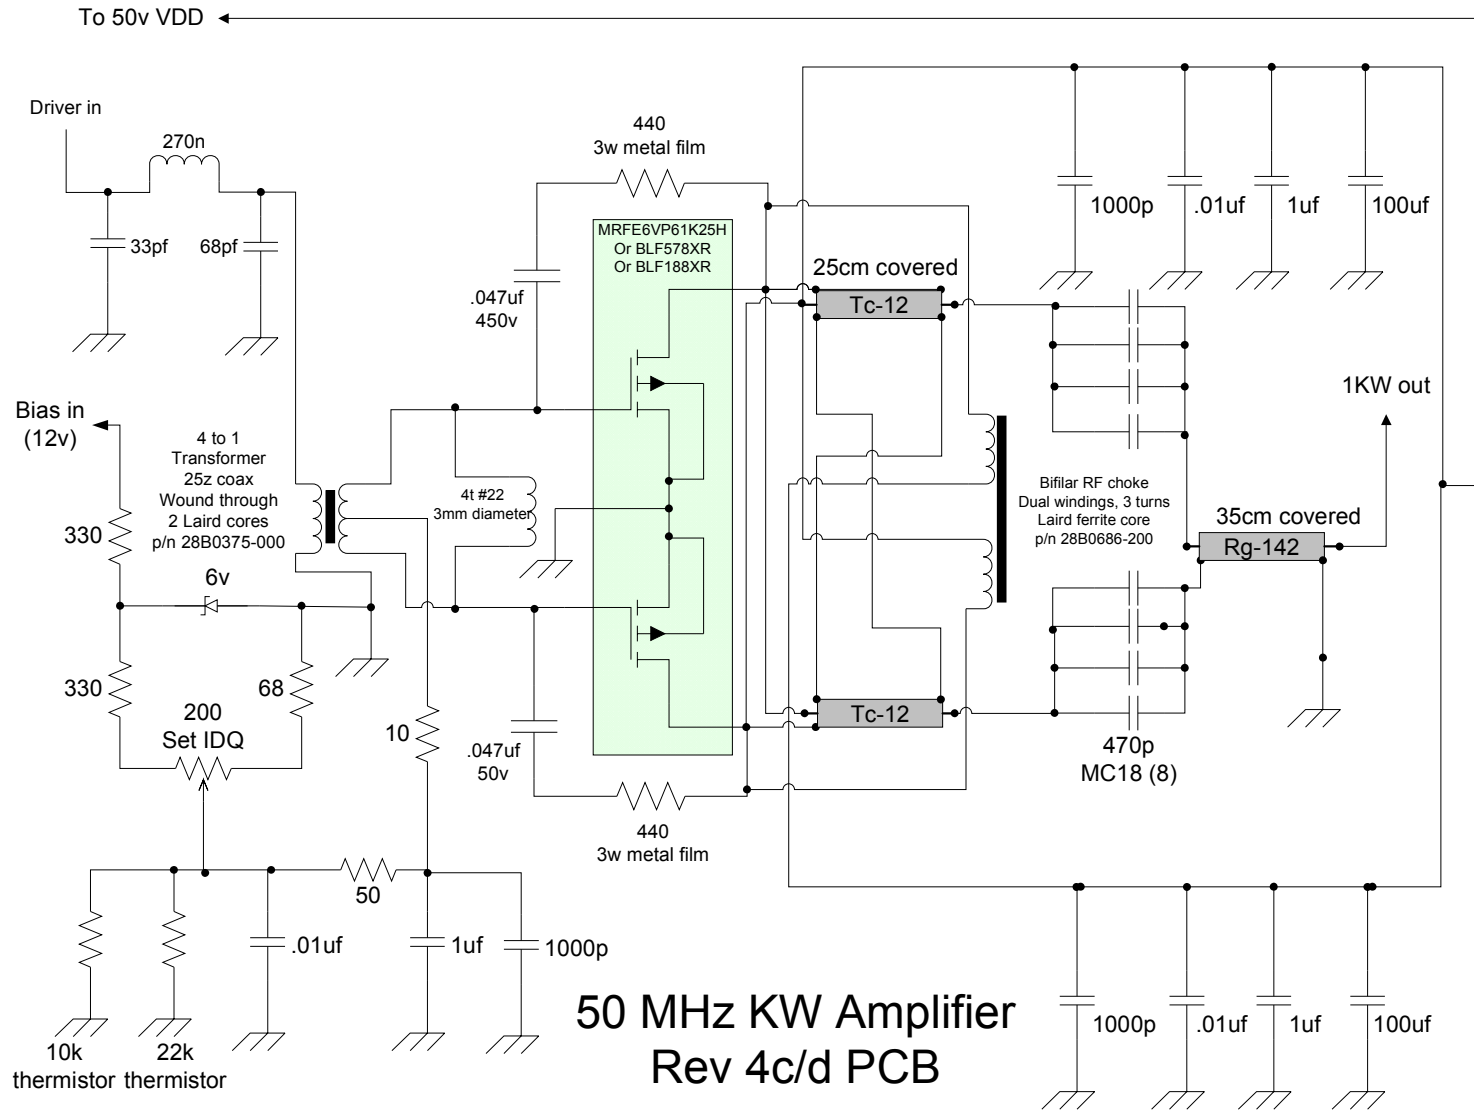 To 50v VDD
Driver in
270n
33pf
68pf
440
3w metal film
.047uf
450v
MRFE6VP61K25H
Or BLF578XR
Or BLF188XR
25cm covered
Tc-12
1000p
.01uf
1uf
100uf
1KW out
Bias in
(12v)
4 to 1
Transformer
25z coax
Wound through
2 Laird cores
p/n 28B0375-000
4t #22
3mm diameter
Bifilar RF choke
Dual windings, 3 turns
Laird ferrite core
p/n 28B0686-200
35cm covered
Rg-142
330
6v
330
68
200
Set IDQ
10
.047uf
50v
Tc-12
470p
MC18 (8)
440
3w metal film
50
.01uf
1uf
1000p
10k
thermistor
22k
thermistor
1000p
.01uf
1uf
100uf
50 MHz KW Amplifier
Rev 4c/d PCB